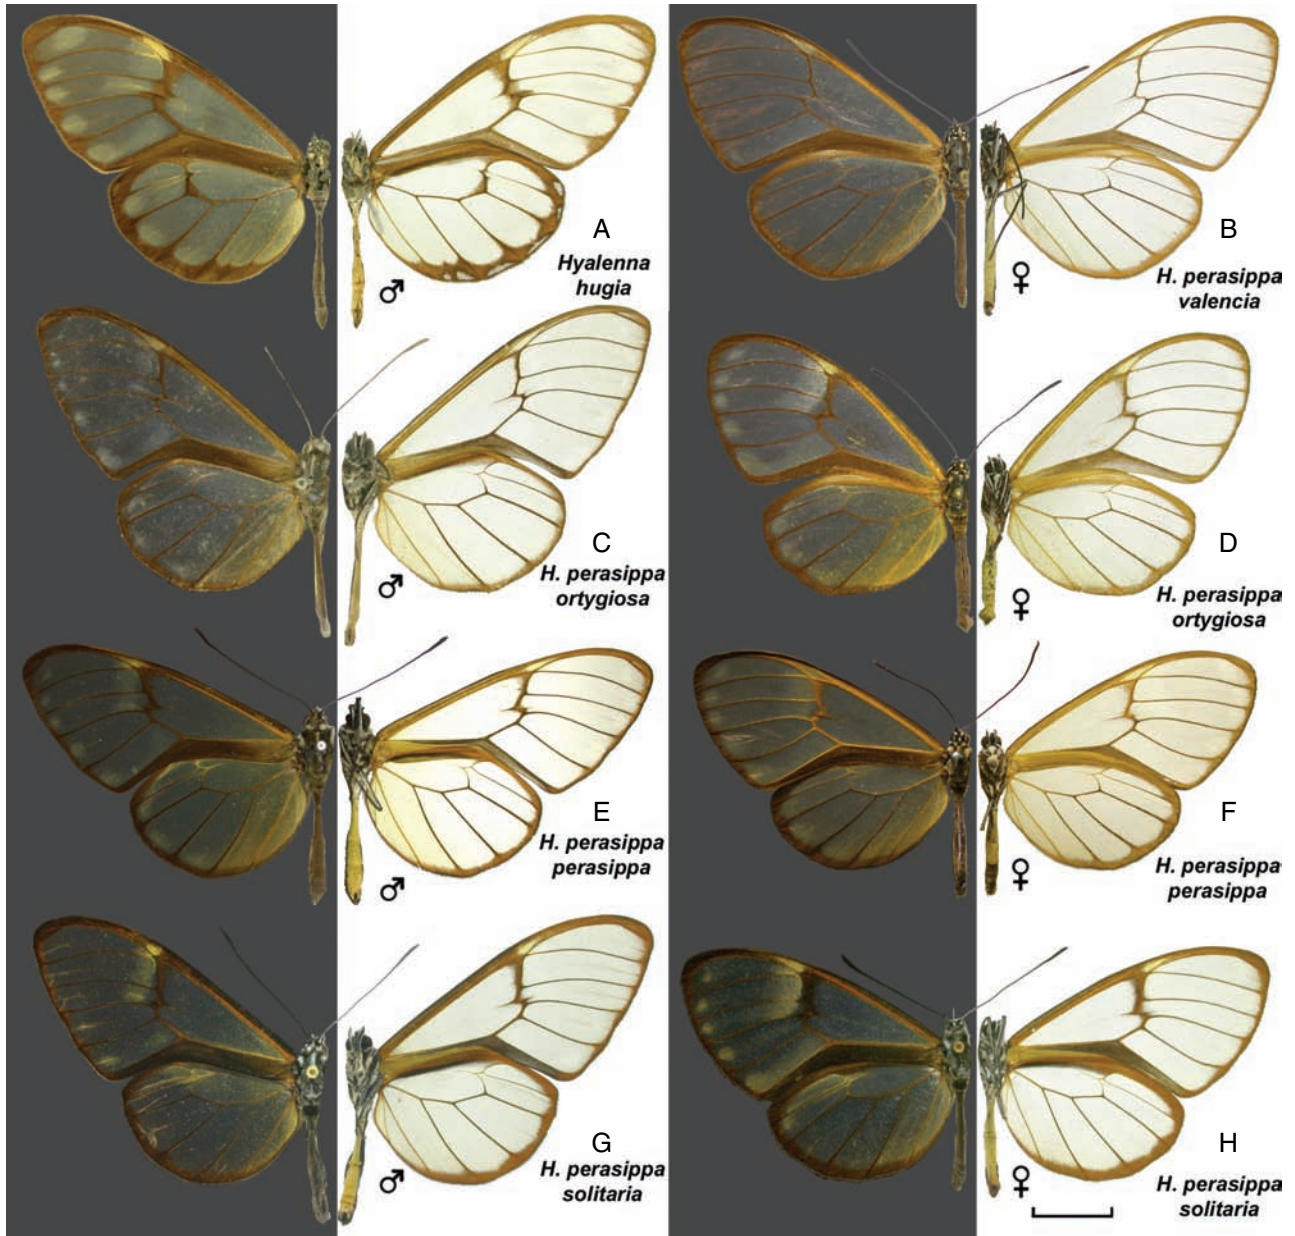 A
Hyalenna
hugia
♂
B
H. perasippa
valencia
♀
C
H. perasippa
ortygiosa
♂
D
H. perasippa
ortygiosa
♀
E
H. perasippa
perasippa
♂
F
H. perasippa
perasippa
♀
G
H. perasippa
solitaria
♂
H
H. perasippa
solitaria
♀